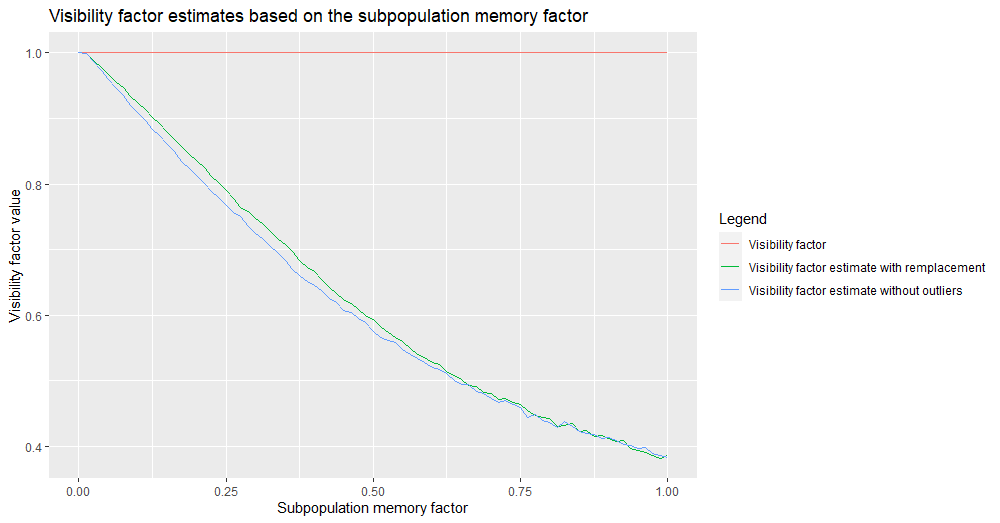 Visibility factor estimates based on the subpopulation memory factor
1.0
0.8
0.6
0.4
Visibility factor value
0.00
0.25
0.50
0.75
1.00
Subpopulation memory factor
Legend
Visibility factor
Visibility factor estimate with remplacement
Visibility factor estimate without outliers